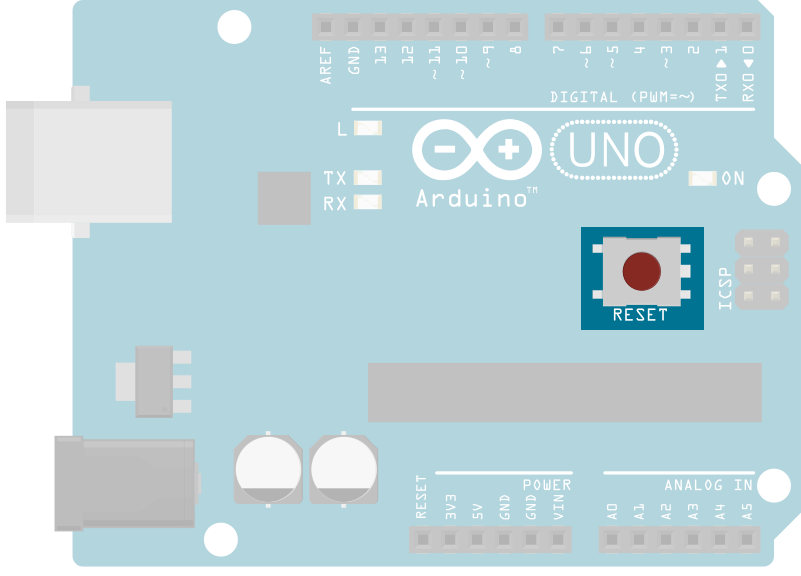 AREF GND 13 12 ~11 ~10 ~9 8 7 ~6 ~5 4 ~3 2 TX0▶1 RX0◀0
DIGITAL (PWM=~)
L
TX
RX
Arduino™
UNO
ON
ICSP
RESET
POWER
ANALOG IN
RESET 3V3 5V GND GND VIN A0 A1 A2 A3 A4 A5